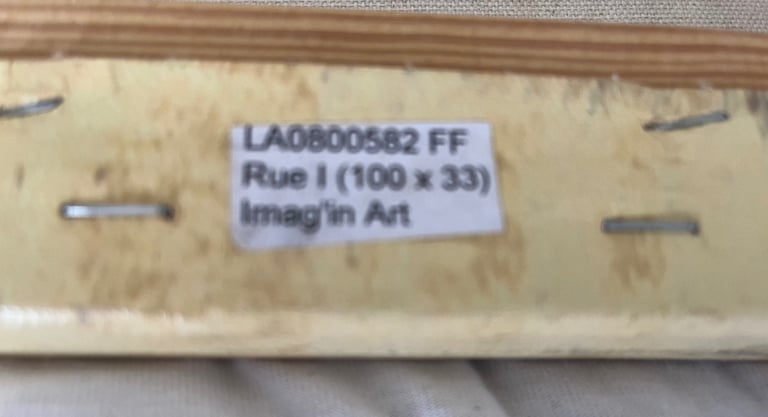 LA0800582 FF
Rue I (100 x 33)
Imag'in Art